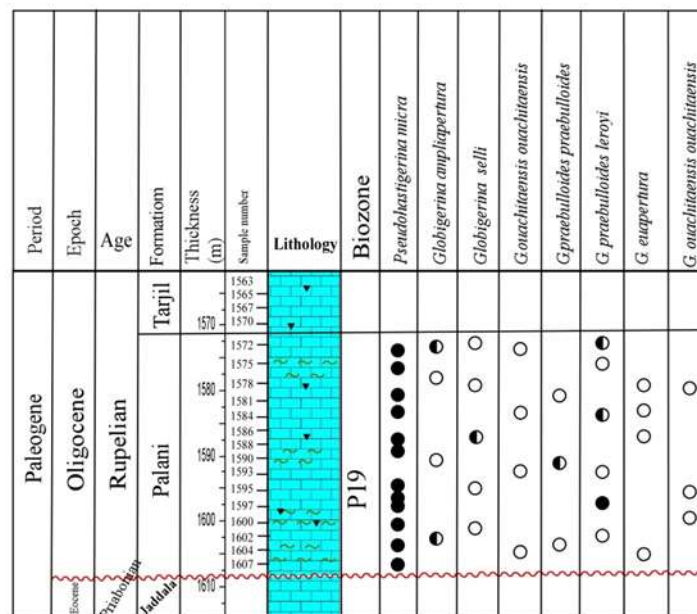 Period
Epoch
Age
Formatiom
Thickness
(m)
Sample number
Lithology
Biozone
Pseudohastigerina micra
Globigerina ampliapertura
Globigerina selli
G.ouachitaensis ouachitaensis
G.praebulloides praebulloides
G. praebulloides leroyi
G. euapertura
G. ouachitaensis ouachitaensis
Paleogene
Oligocene
Eocene
Rupelian
Priabonian
Tarjil
Palani
Jaddala
1570
1580
1590
1600
1610
1563
1565
1567
1570
1572
1575
1578
1581
1584
1586
1588
1590
1593
1595
1597
1600
1602
1604
1607
P19